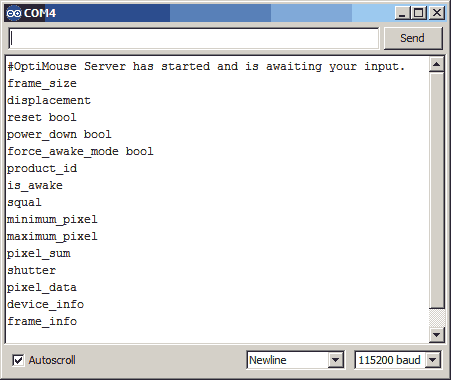 COM4
Send
#OptiMouse Server has started and is awaiting your input.
frame_size
displacement
reset bool
power_down bool
force_awake_mode bool
product_id
is_awake
squal
minimum_pixel
maximum_pixel
pixel_sum
shutter
pixel_data
device_info
frame_info
Autoscroll
Newline
115200 baud